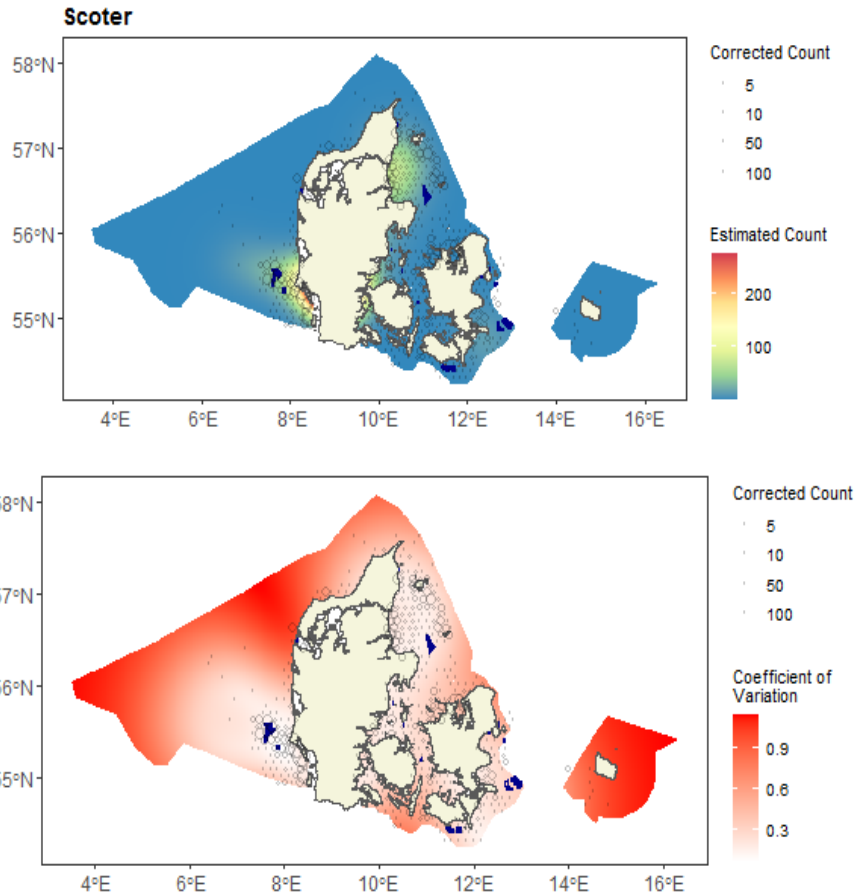 Scoter
58°N
57°N
56°N
55°N
4°E 6°E 8°E 10°E 12°E 14°E 16°E
Corrected Count
5
10
50
100
Estimated Count
200
100
58°N
57°N
56°N
55°N
4°E 6°E 8°E 10°E 12°E 14°E 16°E
Corrected Count
5
10
50
100
Coefficient of
Variation
0.9
0.6
0.3